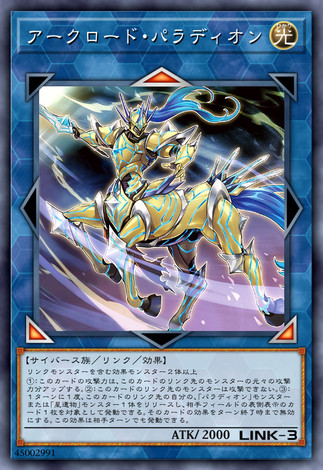 アークロード・パラディオン
光
【サイバース族／リンク／効果】
リンクモンスターを含む効果モンスター２体以上
①：このカードの攻撃力は、このカードのリンク先のモンスターの元々の攻撃
力分アップする。②：このカードのリンク先のモンスターは攻撃できない。③：
１ターンに１度、このカードのリンク先の自分の、「パラディオン」モンスター
または「星遺物」モンスター１体をリリースし、相手フィールドの表側表示のカ
ード１枚を対象として発動できる。そのカードの効果をターン終了時まで無効
にする。この効果は相手ターンでも発動できる。
ATK/ 2000 LINK-3
45002991